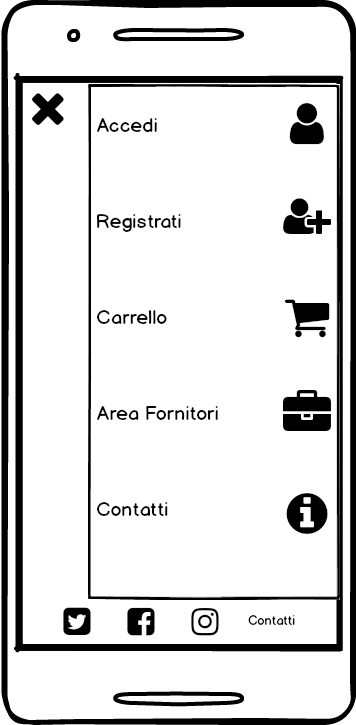 Accedi
Registrati
Carrello
Area Fornitori
Contatti
Contatti